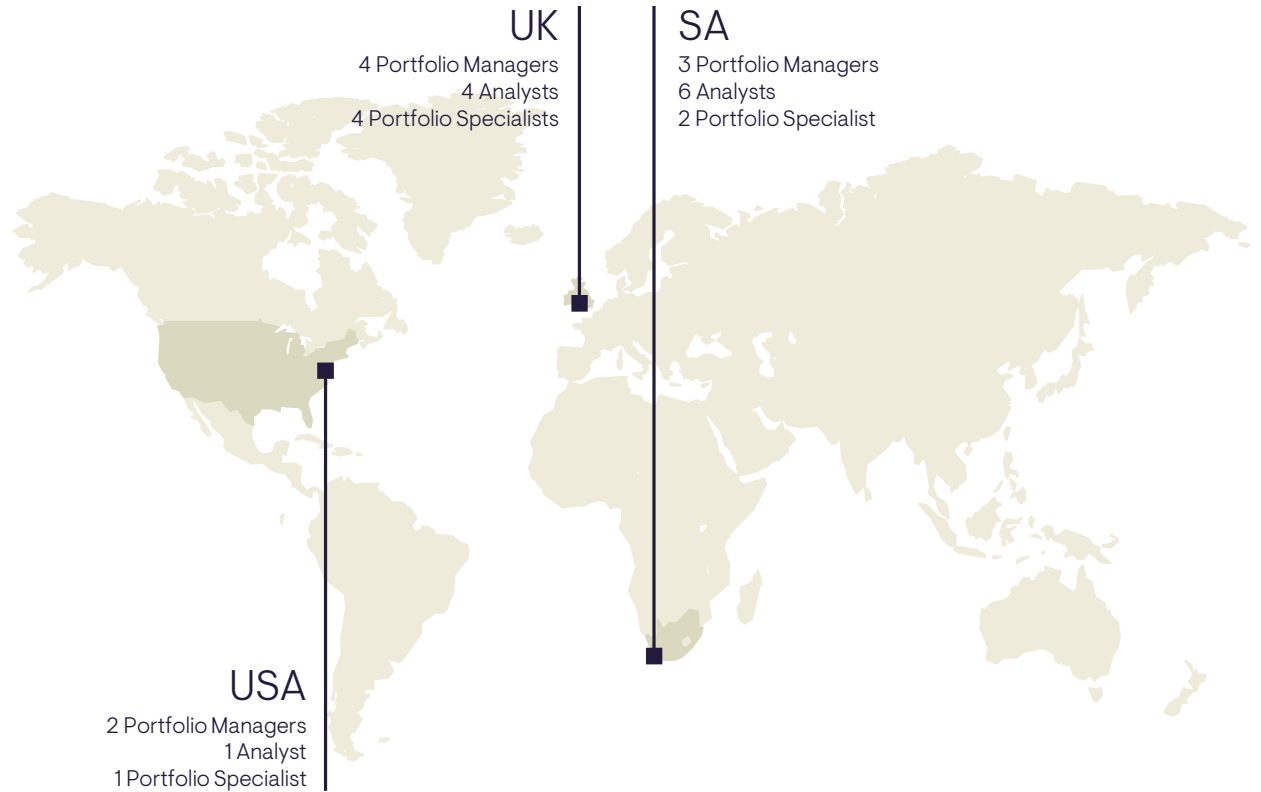 UK
4 Portfolio Managers
4 Analysts
4 Portfolio Specialists
SA
3 Portfolio Managers
6 Analysts
2 Portfolio Specialist
USA
2 Portfolio Managers
1 Analyst
1 Portfolio Specialist